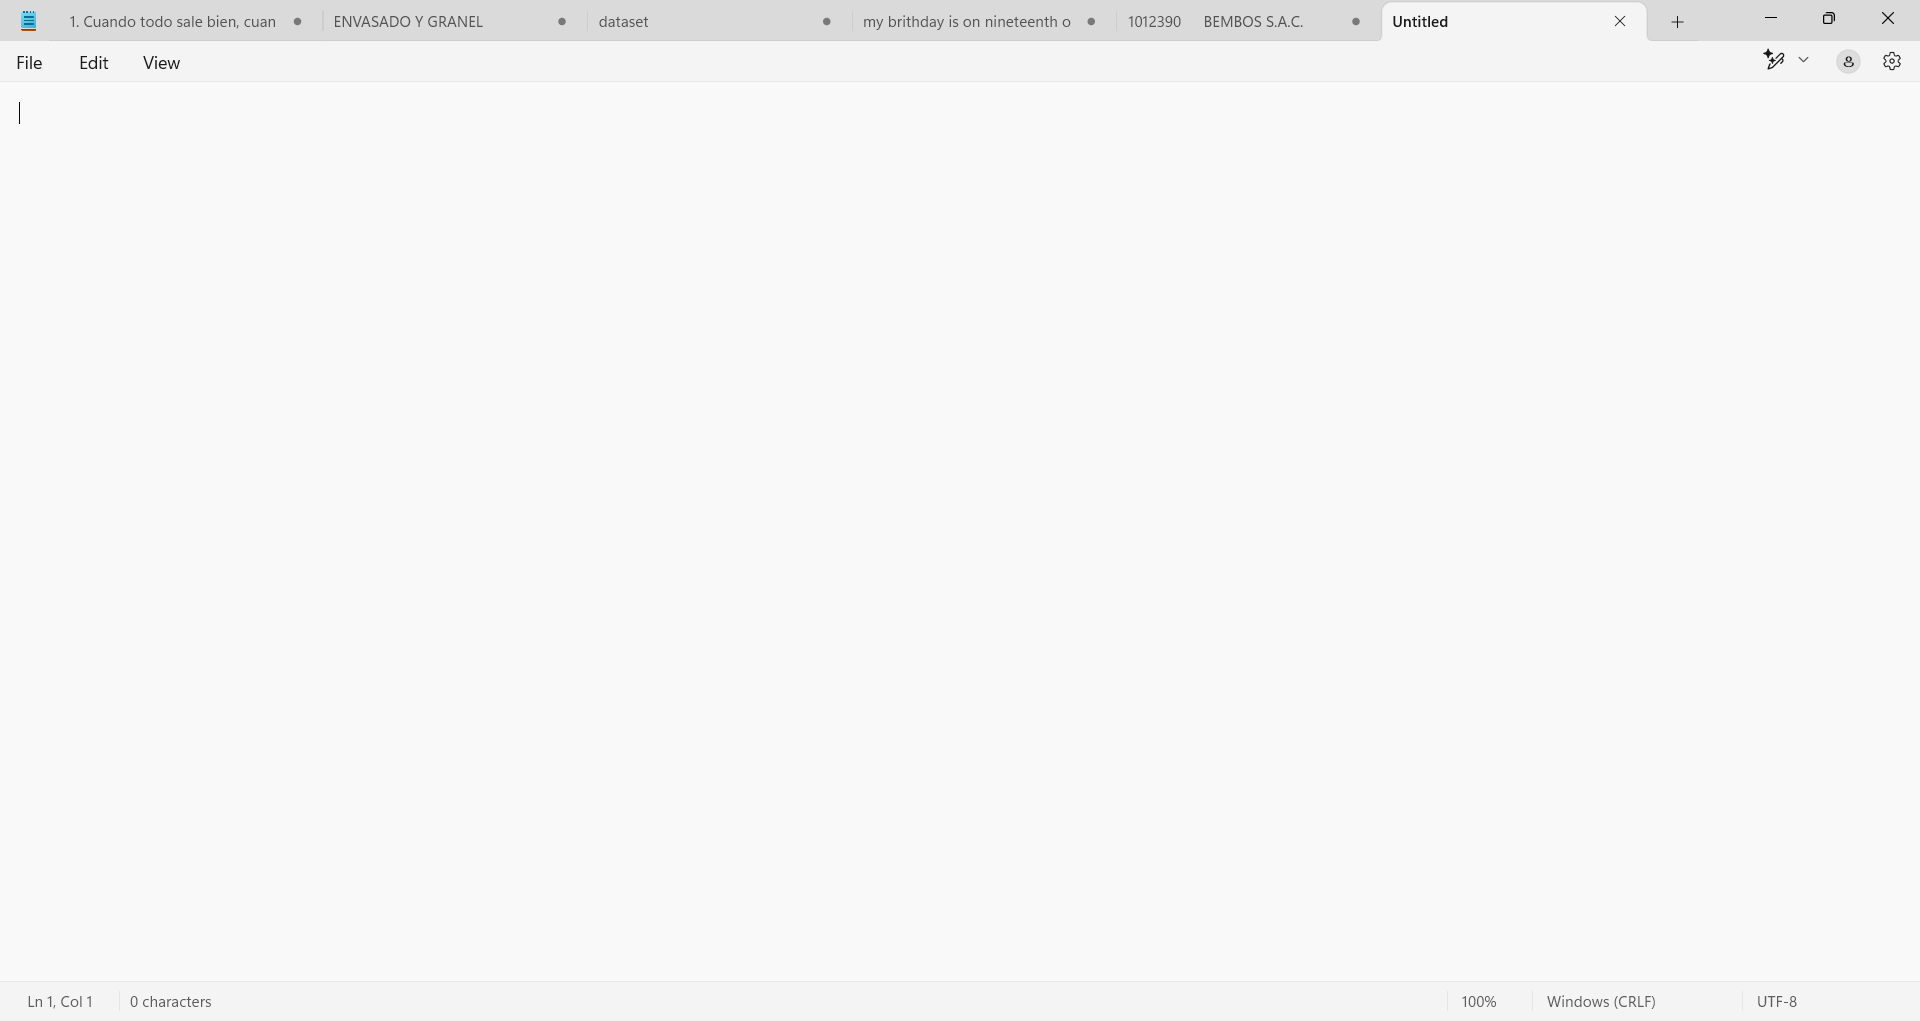 1. Cuando todo sale bien, cuan
ENVASADO Y GRANEL
dataset
my brithday is on nineteenth o
1012390 BEMBOS S.A.C.
Untitled
File Edit View
Ln 1, Col 1
0 characters
100%
Windows (CRLF)
UTF-8